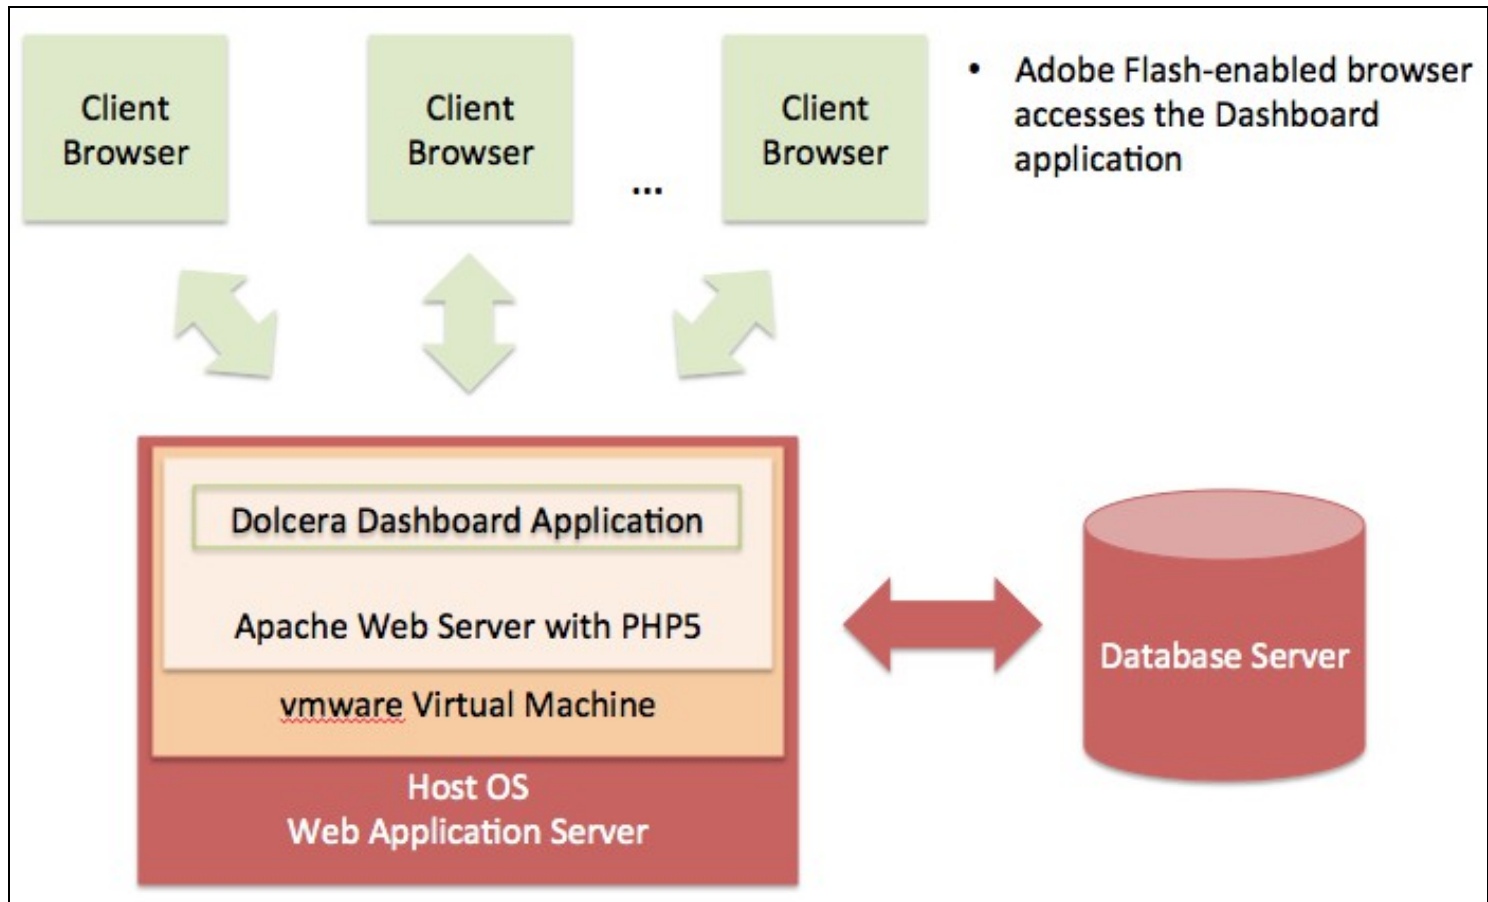 Client
Browser
Client
Browser
...
Client
Browser
• Adobe Flash-enabled browser
accesses the Dashboard
application
Dolcera Dashboard Application
Apache Web Server with PHP5
vmware Virtual Machine
Host OS
Web Application Server
Database Server